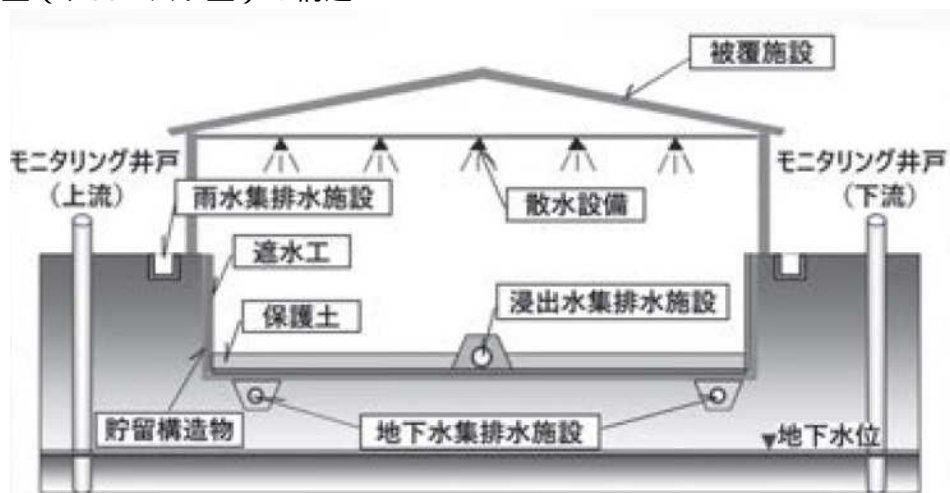 被覆施設
モニタリング井戸
(上流)
モニタリング井戸
(下流)
雨水集排水施設
散水設備
遮水工
浸出水集排水施設
保護土
貯留構造物
地下水集排水施設
▼地下水位